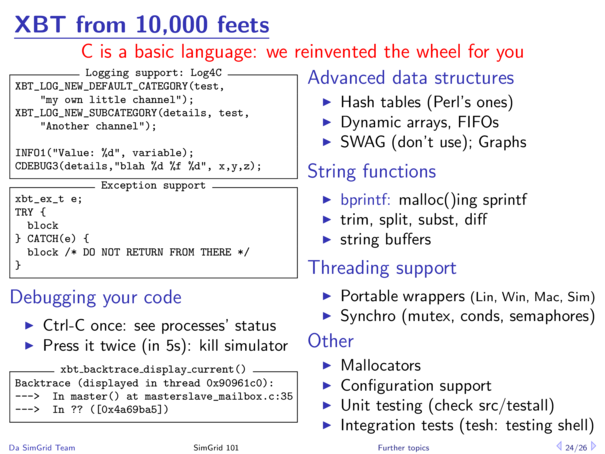 XBT from 10,000 feets
C is a basic language: we reinvented the wheel for you
Logging support: Log4C
XBT_LOG_NEW_DEFAULT_CATEGORY(test,
"my own little channel");
XBT_LOG_NEW_SUBCATEGORY(details, test,
"Another channel");
INFO1("Value: %d", variable);
CDEBUG3(details,"blah %d %f %d", x,y,z);
Exception support
xbt_ex_t e;
TRY {
block
} CATCH(e) {
block /* DO NOT RETURN FROM THERE */
}
Debugging your code
▶ Ctrl-C once: see processes' status
▶ Press it twice (in 5s): kill simulator
xbt_backtrace_display_current()
Backtrace (displayed in thread 0x90961c0):
---> In master() at masterslave_mailbox.c:35
---> In ?? ([0x4a69ba5])
Advanced data structures
▶ Hash tables (Perl's ones)
▶ Dynamic arrays, FIFOs
▶ SWAG (don't use); Graphs
String functions
▶ bprintf: malloc()ing sprintf
▶ trim, split, subst, diff
▶ string buffers
Threading support
▶ Portable wrappers (Lin, Win, Mac, Sim)
▶ Synchro (mutex, conds, semaphores)
Other
▶ Mallocators
▶ Configuration support
▶ Unit testing (check src/testall)
▶ Integration tests (tesh: testing shell)
Da SimGrid Team
SimGrid 101
Further topics
24/26